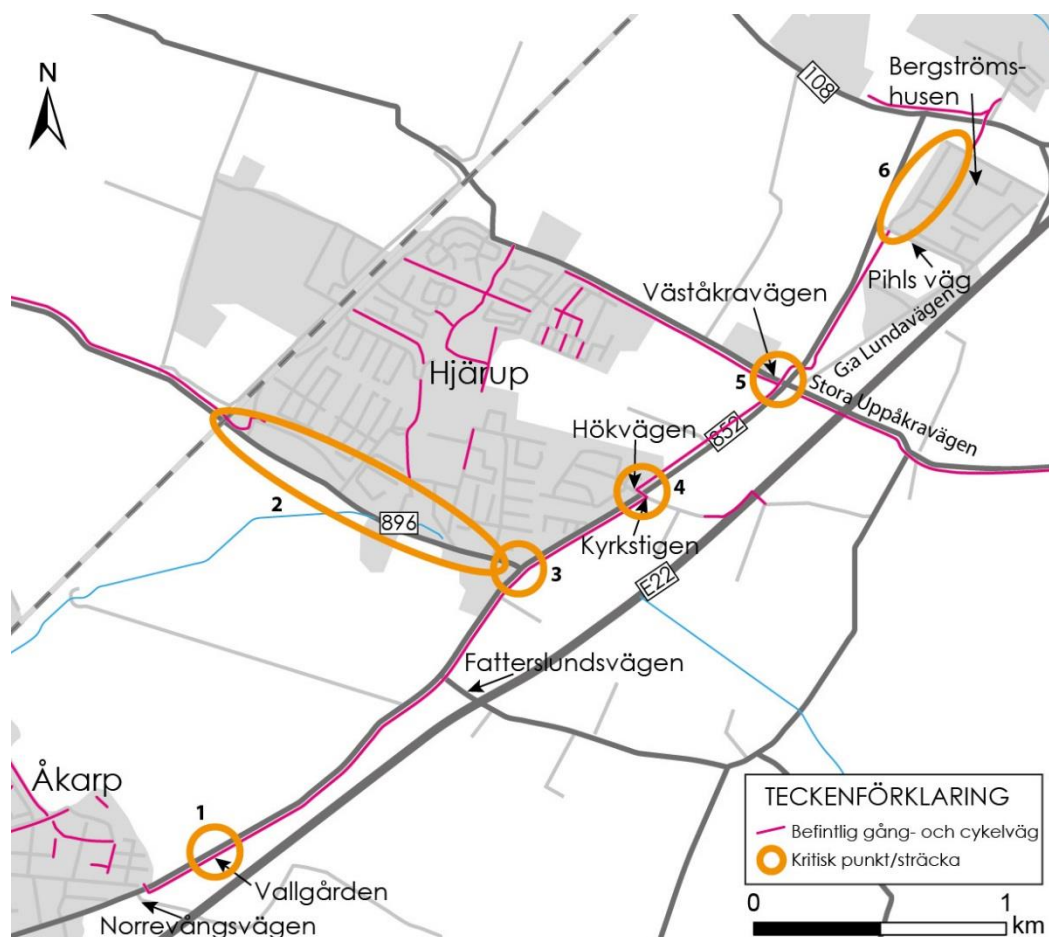 N
108
Bergströms-
husen
6
Pihls väg
Väståkravägen
G:a Lundavägen
5
Stora Uppåkravägen
Hjärup
852
Hökvägen
4
2
896
Kyrkstigen
3
E22
Fatterslundsvägen
Åkarp
1
Vallgården
Norrevångsvägen
TECKENFÖRKLARING
Befintlig gång- och cykelväg
Kritisk punkt/sträcka
0
1
km